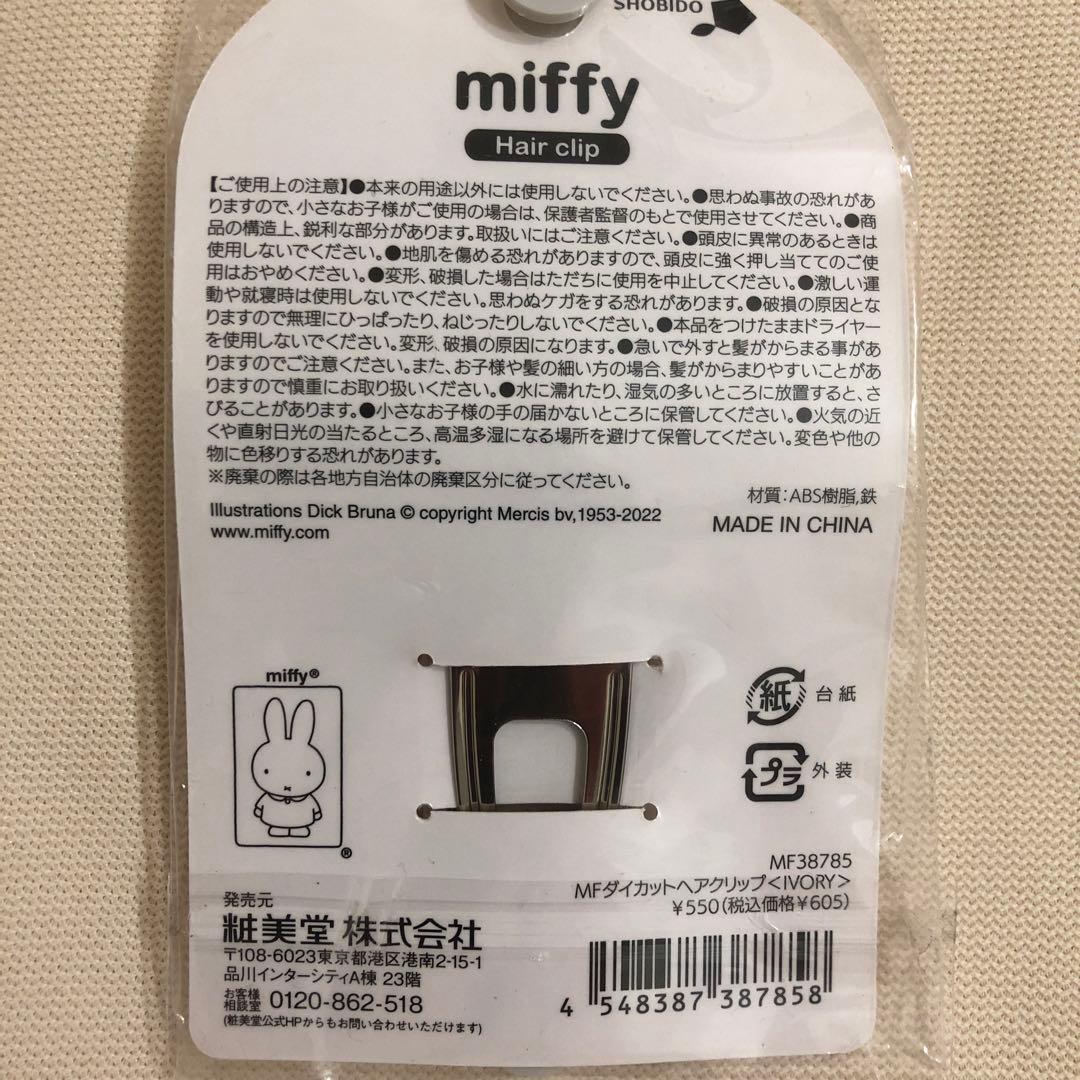 SHOBIDO
miffy
Hair clip
【ご使用上の注意】●本来の用途以外には使用しないでください。●思わぬ事故の恐れがあ
りますので、小さなお子様がご使用の場合は、保護者監督のもとで使用させてください。●商
品の構造上、鋭利な部分があります。取扱いにはご注意ください。●頭皮に異常のあるときは
使用しないでください。●地肌を傷める恐れがありますので、頭皮に強く押し当ててのご使
用はおやめください。●変形、破損した場合はただちに使用を中止してください。●激しい運
動や就寝時は使用しないでください。思わぬケガをする恐れがあります。●破損の原因とな
りますので無理にひっぱったり、ねじったりしないでください。●本品をつけたままドライヤー
を使用しないでください。変形、破損の原因になります。●急いで外すと髪がからまる事があ
りますのでご注意ください。また、お子様や髪の細い方の場合、髪がからまりやすいことがあ
りますので慎重にお取り扱いください。●水に濡れたり、湿気の多いところに放置すると、さ
びることがあります。●小さなお子様の手の届かないところに保管してください。●火気の近
くや直射日光の当たるところ、高温多湿になる場所を避けて保管してください。変色や他の
物に色移りする恐れがあります。
※廃棄の際は各地方自治体の廃棄区分に従ってください。
材質：ABS樹脂,鉄
Illustrations Dick Bruna © copyright Mercis bv,1953-2022
MADE IN CHINA
www.miffy.com
miffy®
紙 台紙
プラ 外装
®
MF38785
MFダイカットヘアクリップ<IVORY>
¥550(税込価格¥605)
発売元
粧美堂 株式会社
〒108-6023東京都港区港南2-15-1
品川インターシティA棟 23階
お客様相談室 0120-862-518
(粧美堂公式HPからもお問い合わせいただけます)
4 548387 387858